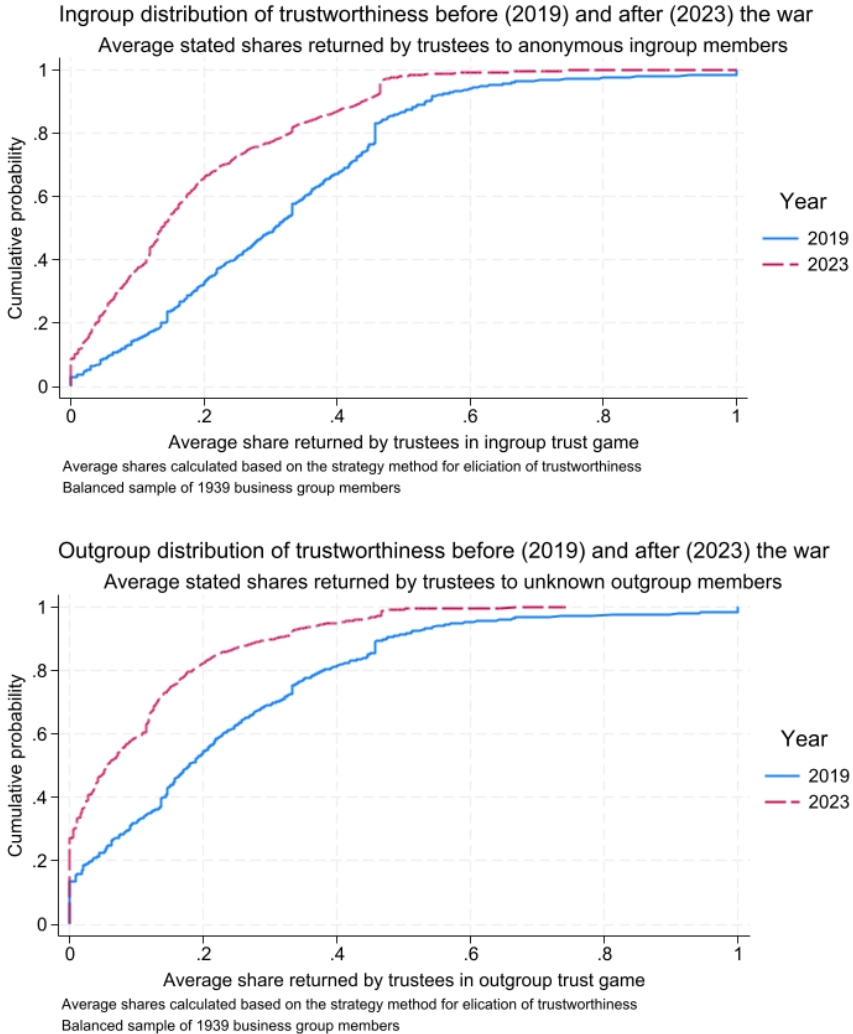 Ingroup distribution of trustworthiness before (2019) and after (2023) the war
Average stated shares returned by trustees to anonymous ingroup members
Cumulative probability
1
.8
.6
.4
.2
0
0 .2 .4 .6 .8 1
Average share returned by trustees in ingroup trust game
Year
2019
2023
Average shares calculated based on the strategy method for eliciation of trustworthiness
Balanced sample of 1939 business group members
Outgroup distribution of trustworthiness before (2019) and after (2023) the war
Average stated shares returned by trustees to unknown outgroup members
Cumulative probability
1
.8
.6
.4
.2
0
0 .2 .4 .6 .8 1
Average share returned by trustees in outgroup trust game
Year
2019
2023
Average shares calculated based on the strategy method for elication of trustworthiness
Balanced sample of 1939 business group members